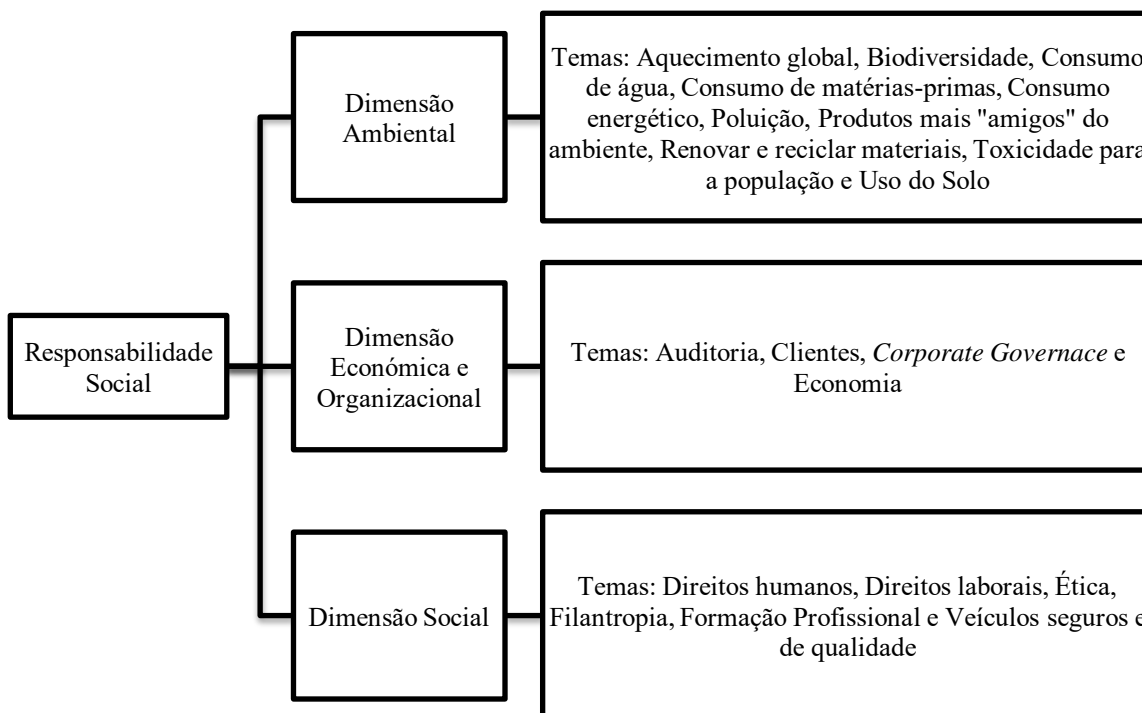 Responsabilidade
Social
Dimensão
Ambiental
Temas: Aquecimento global, Biodiversidade, Consumo
de água, Consumo de matérias-primas, Consumo
energético, Poluição, Produtos mais "amigos" do
ambiente, Renovar e reciclar materiais, Toxicidade para
a população e Uso do Solo
Dimensão
Económica e
Organizacional
Temas: Auditoria, Clientes, Corporate Governace e
Economia
Dimensão Social
Temas: Direitos humanos, Direitos laborais, Ética,
Filantropia, Formação Profissional e Veículos seguros e
de qualidade